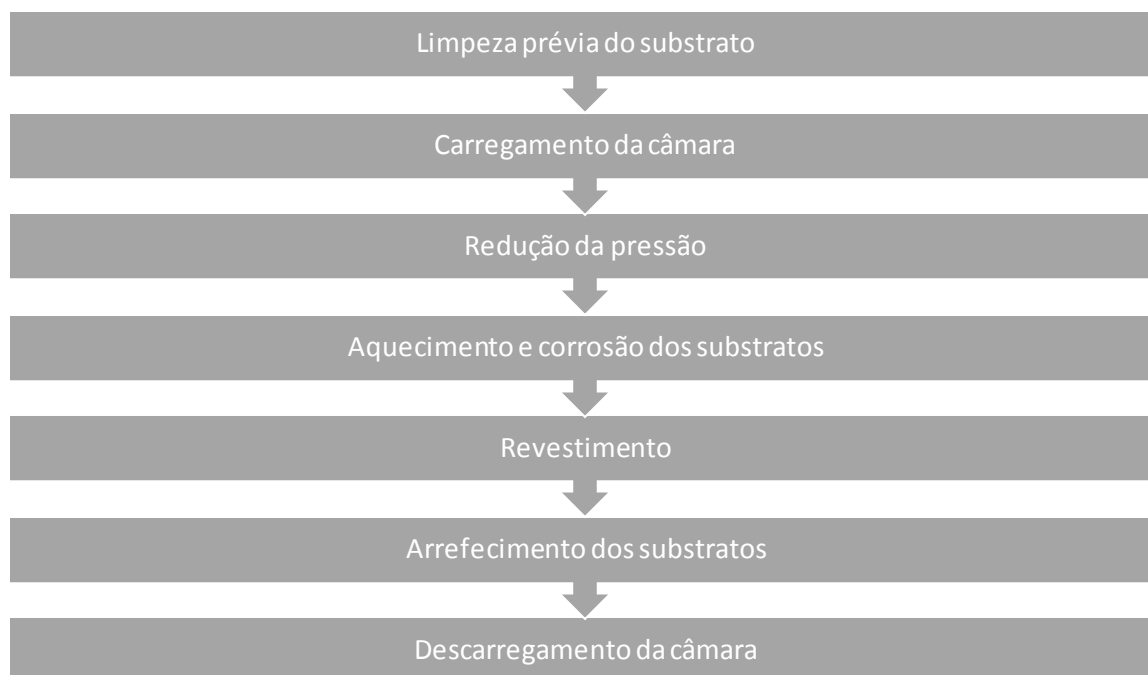 Limpeza prévia do substrato
Carregamento da câmara
Redução da pressão
Aquecimento e corrosão dos substratos
Revestimento
Arrefecimento dos substratos
Descarregamento da câmara